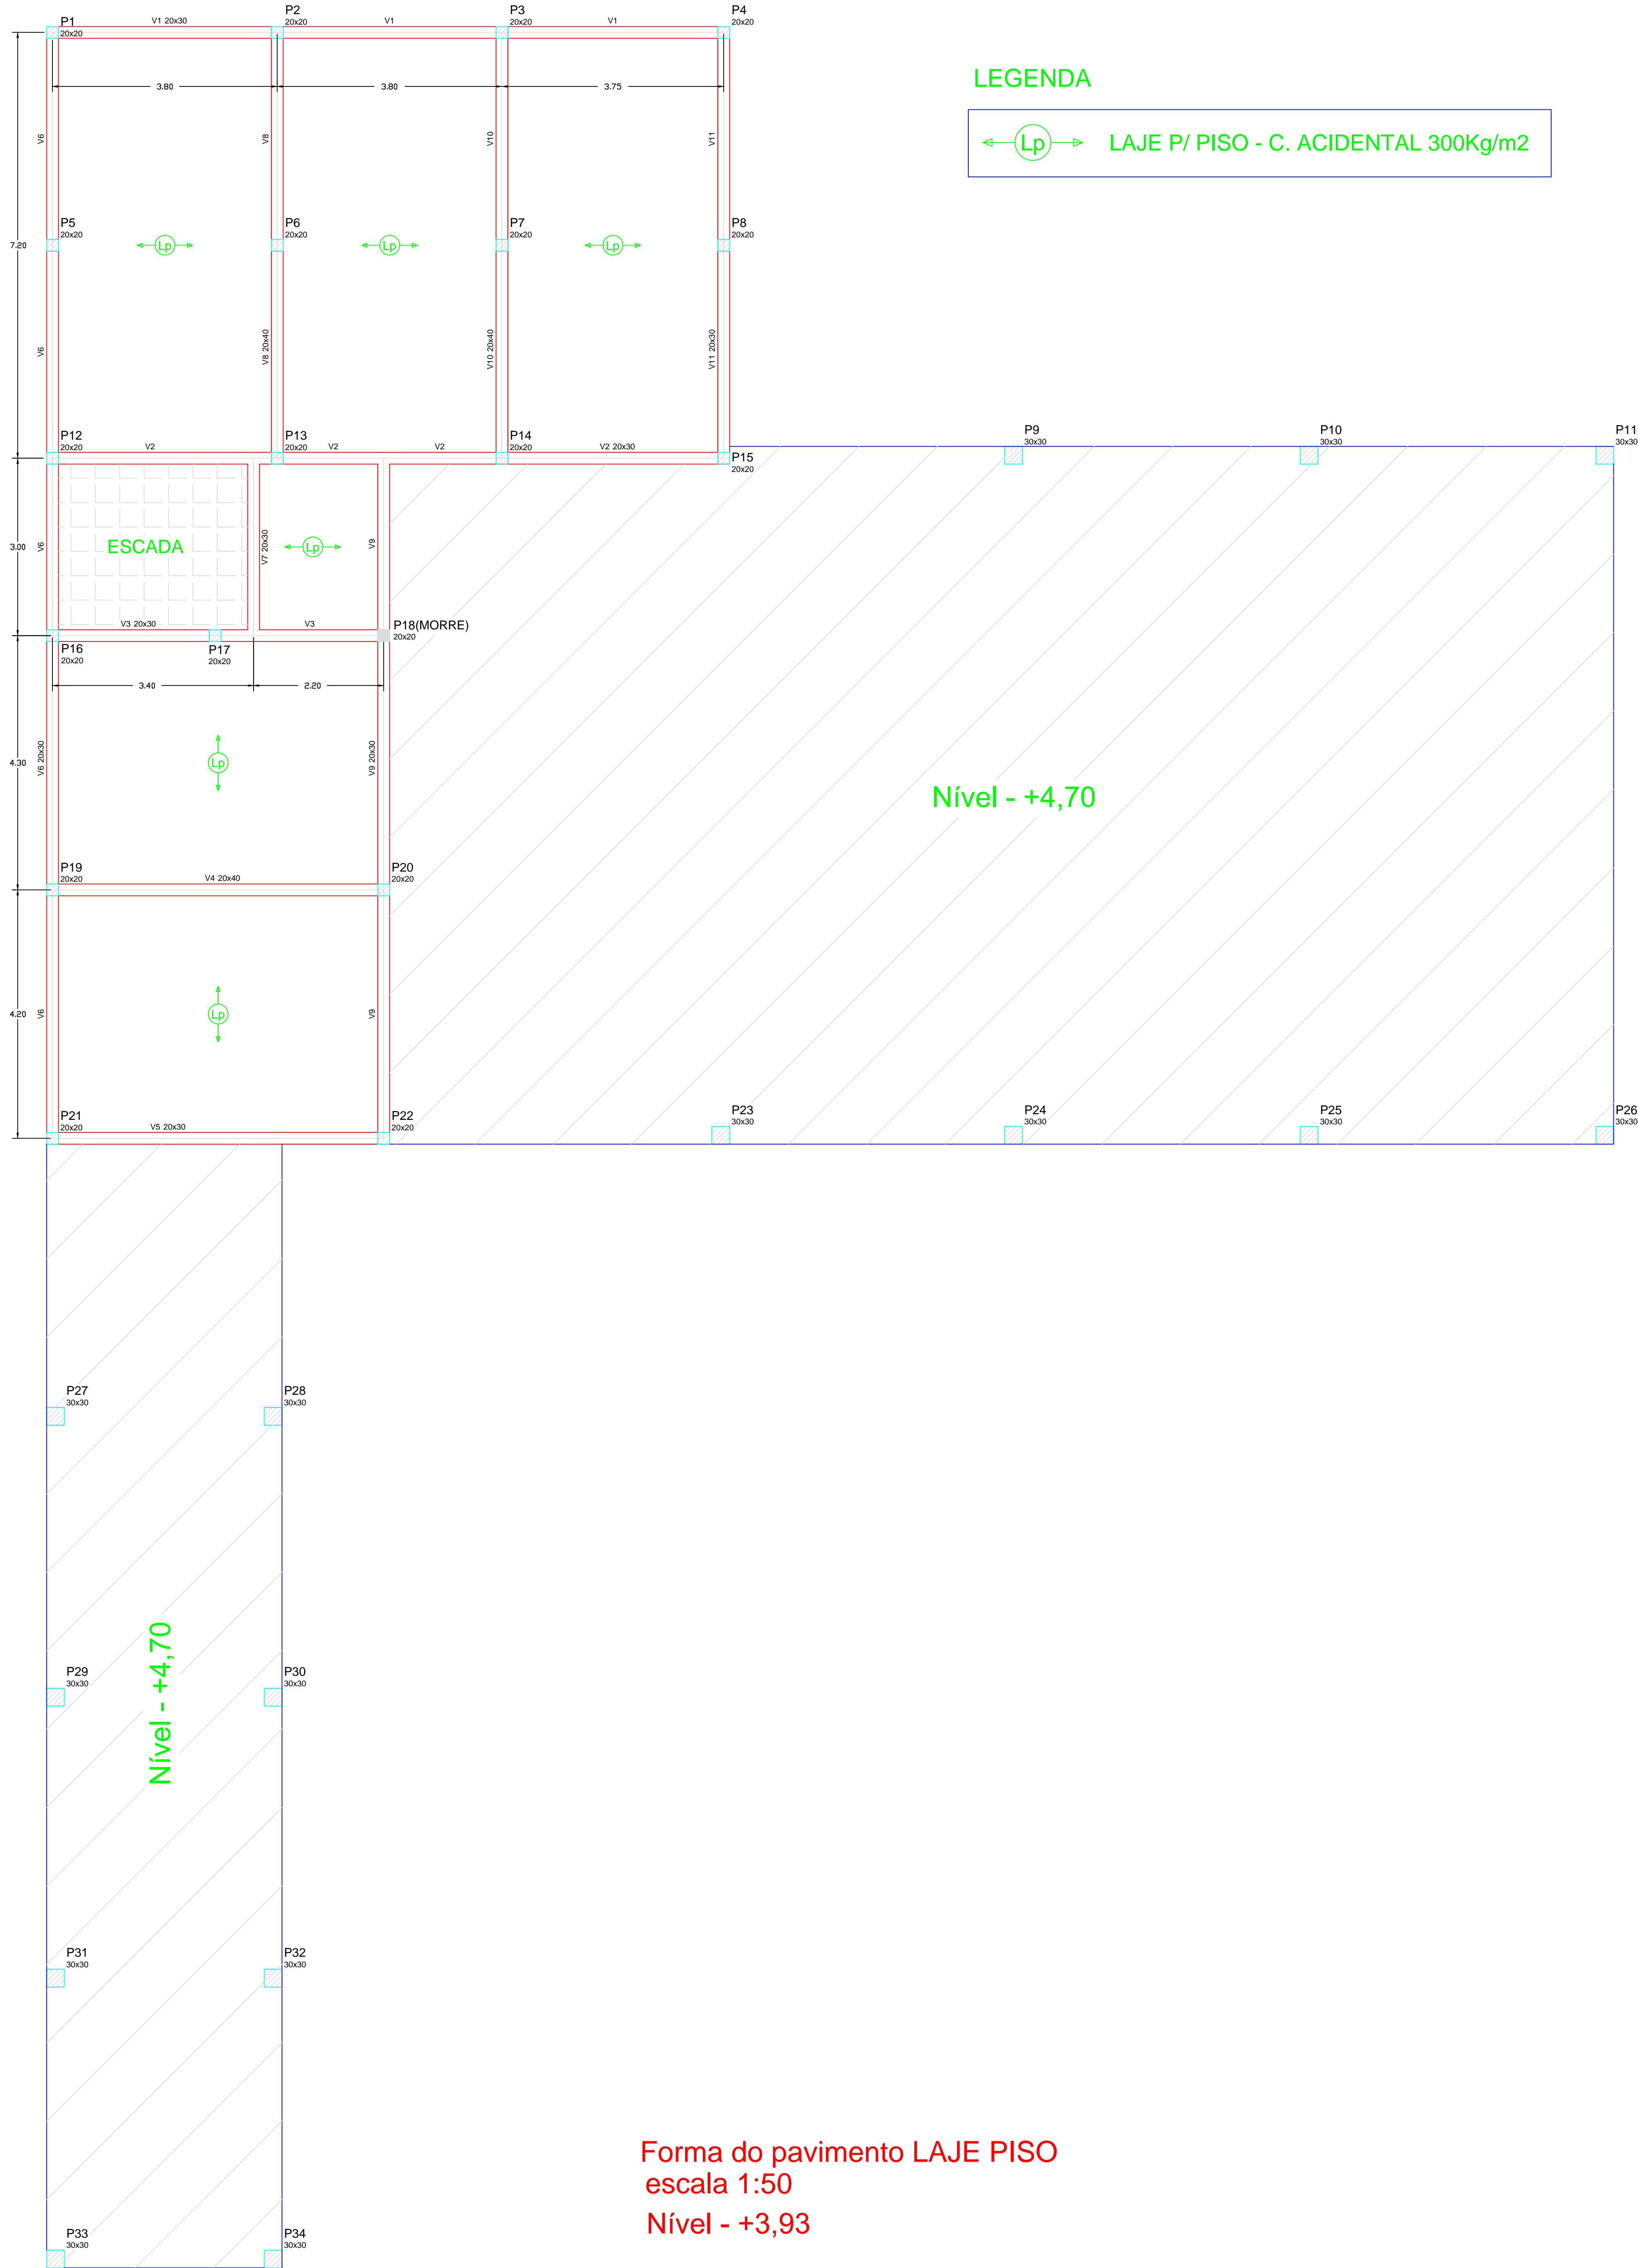 P1
20x20
V1 20x30
P2
20x20
V1
P3
20x20
V1
P4
20x20
LEGENDA
Lp
LAJE P/ PISO - C. ACIDENTAL 300Kg/m2
3.80
3.80
3.75
V6
V8
V10
V11
7.20
P5
20x20
P6
20x20
P7
20x20
P8
20x20
Lp
Lp
Lp
V6
V8 20x40
V10 20x40
V11 20x30
P12
20x20
V2
P13
20x20
V2
V2
P14
20x20
V2 20x30
P15
20x20
P9
30x30
P10
30x30
P11
30x30
3.00
V6
ESCADA
V7 20x30
Lp
V9
V3 20x30
V3
P18(MORRE)
20x20
P16
20x20
P17
20x20
3.40
2.20
4.30
V6 20x30
Lp
V9 20x30
Nível - +4,70
P19
20x20
V4 20x40
P20
20x20
4.20
V6
Lp
V9
P21
20x20
V5 20x30
P22
20x20
P23
30x30
P24
30x30
P25
30x30
P26
30x30
P27
30x30
P28
30x30
Nível - +4,70
P29
30x30
P30
30x30
P31
30x30
P32
30x30
P33
30x30
P34
30x30
Forma do pavimento LAJE PISO
escala 1:50
Nível - +3,93